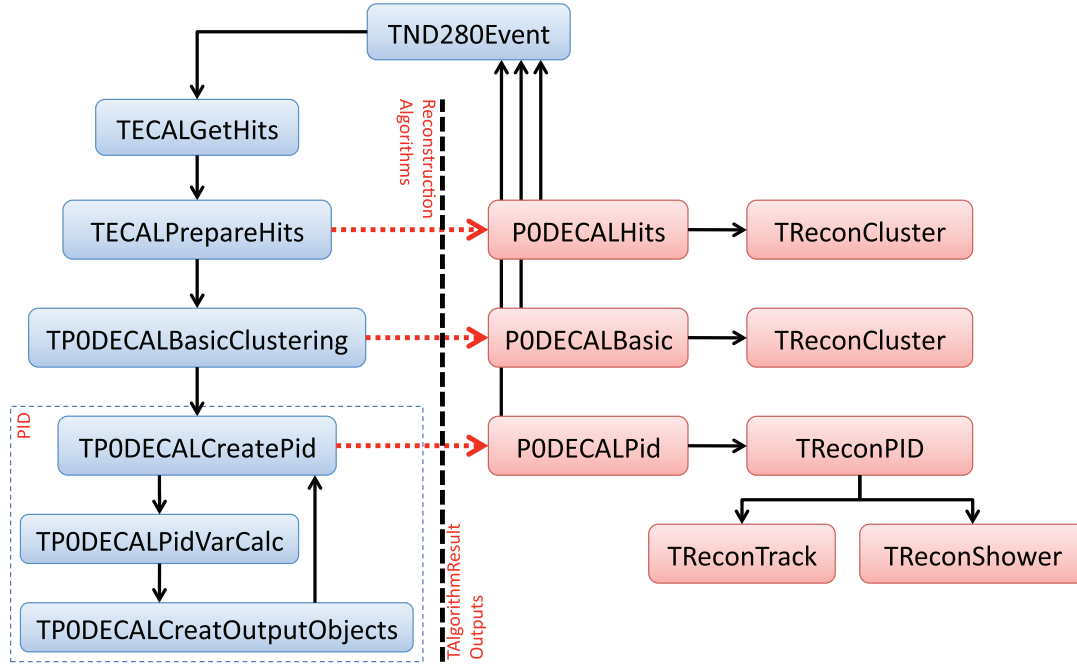 TND280Event
TECALGetHits
Reconstruction
Algorithms
TECALPrepareHits
P0DECALHits
TReconCluster
TP0DECALBasicClustering
P0DECALBasic
TReconCluster
PID
TP0DECALCreatePid
P0DECALPid
TReconPID
TP0DECALPidVarCalc
TReconTrack
TReconShower
TAlgorithmResult
Outputs
TP0DECALCreatOutputObjects